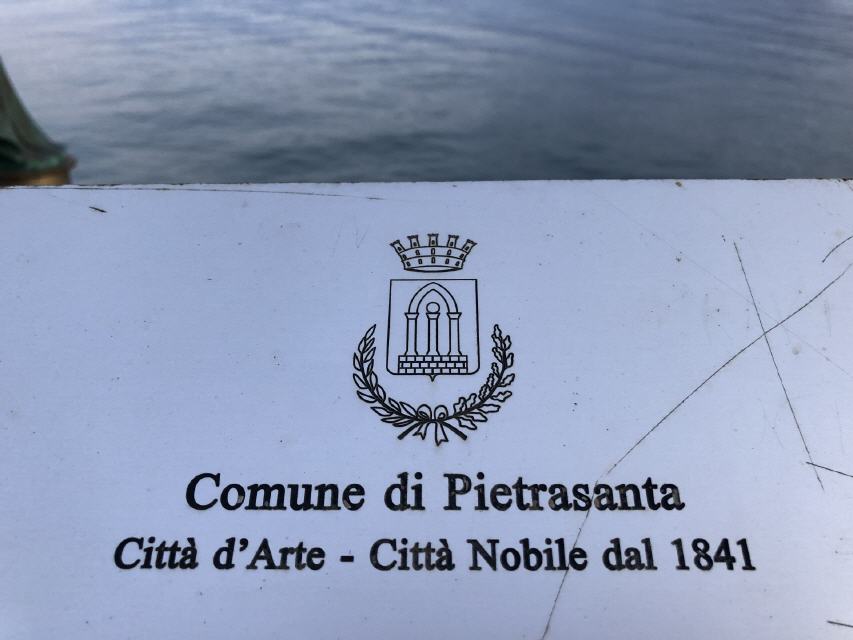 Comune di Pietrasanta
Città d'Arte - Città Nobile dal 1841